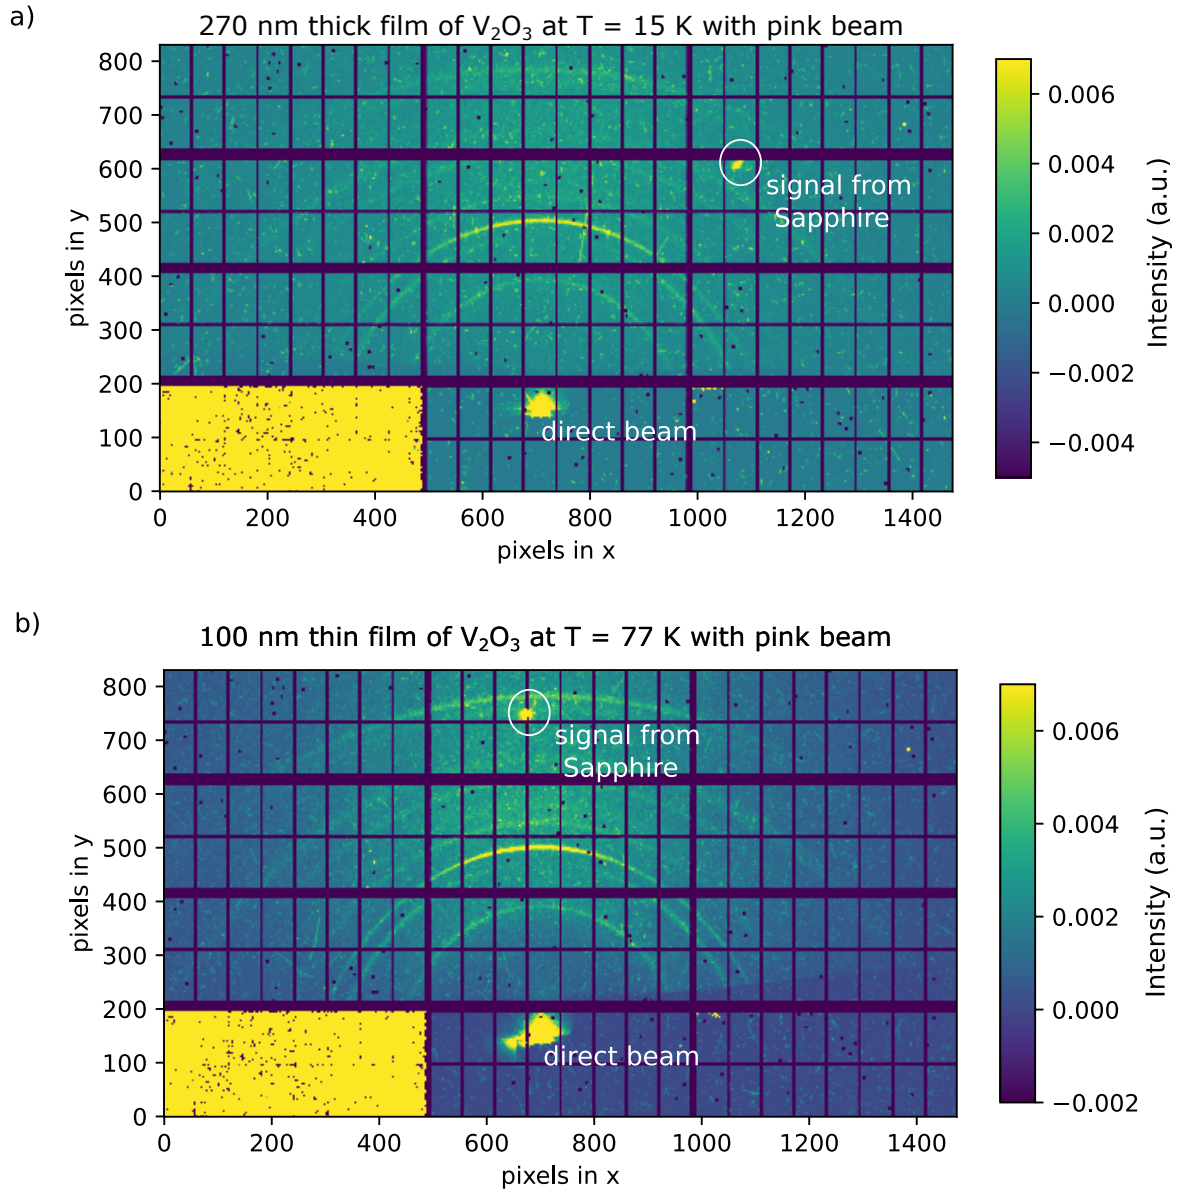 a)
270 nm thick film of V₂O₃ at T = 15 K with pink beam
800
700
600
500
400
300
200
100
0
pixels in y
signal from
Sapphire
direct beam
0 200 400 600 800 1000 1200 1400
pixels in x
0.006
0.004
0.002
0.000
−0.002
−0.004
Intensity (a.u.)
b)
100 nm thin film of V₂O₃ at T = 77 K with pink beam
800
700
600
500
400
300
200
100
0
pixels in y
signal from
Sapphire
direct beam
0 200 400 600 800 1000 1200 1400
pixels in x
0.006
0.004
0.002
0.000
−0.002
Intensity (a.u.)